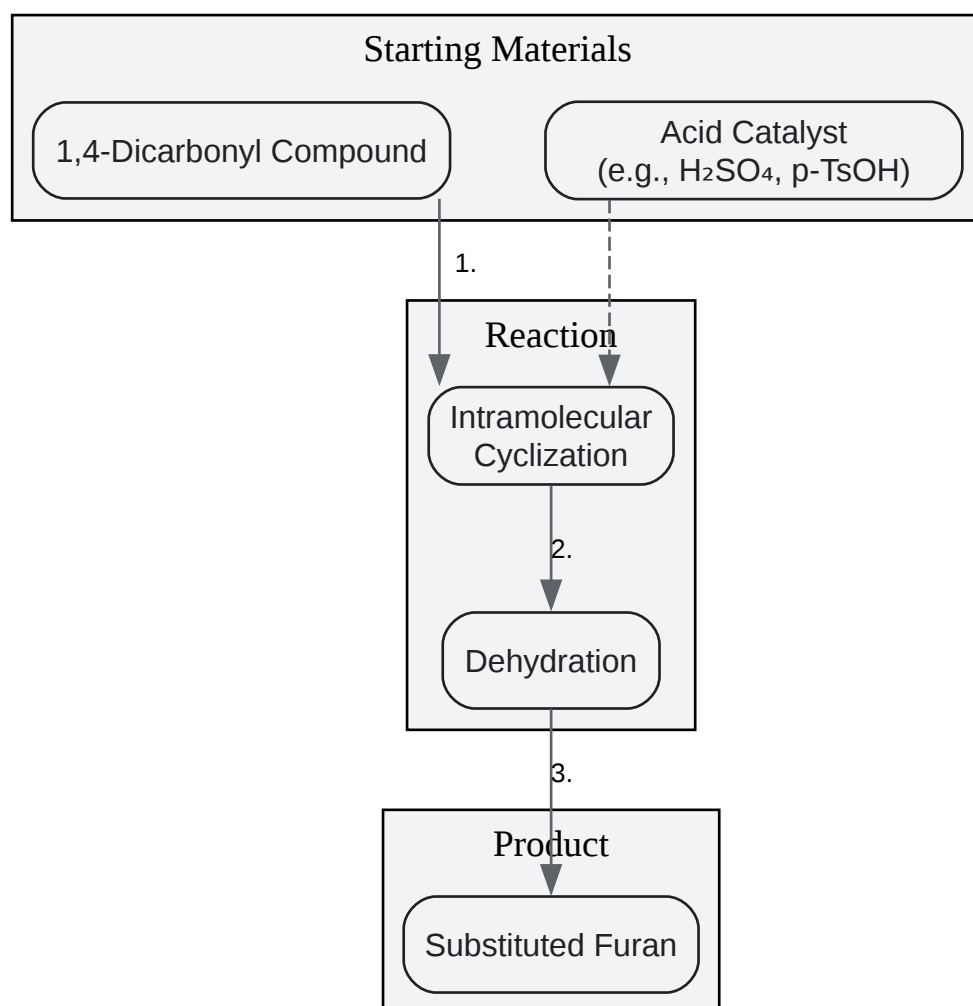 Starting Materials
1,4-Dicarbonyl Compound
Acid Catalyst
(e.g., H₂SO₄, p-TsOH)
1.
Reaction
Intramolecular
Cyclization
2.
Dehydration
3.
Product
Substituted Furan